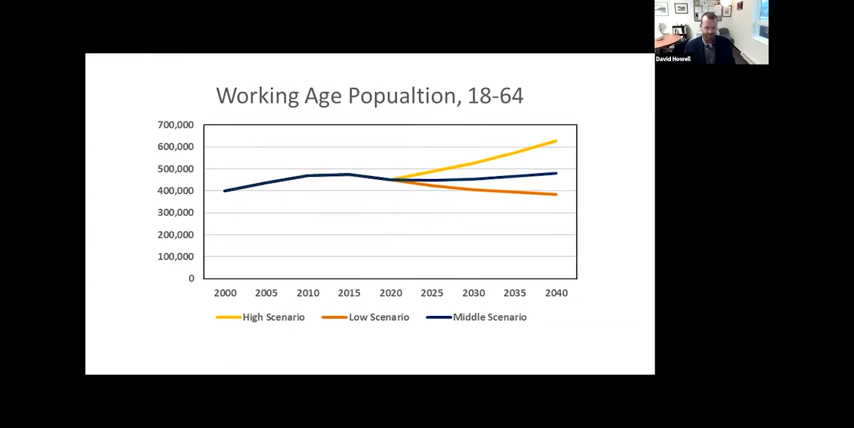 David Howell
Working Age Popualtion, 18-64
700,000
600,000
500,000
400,000
300,000
200,000
100,000
0
2000 2005 2010 2015 2020 2025 2030 2035 2040
High Scenario Low Scenario Middle Scenario